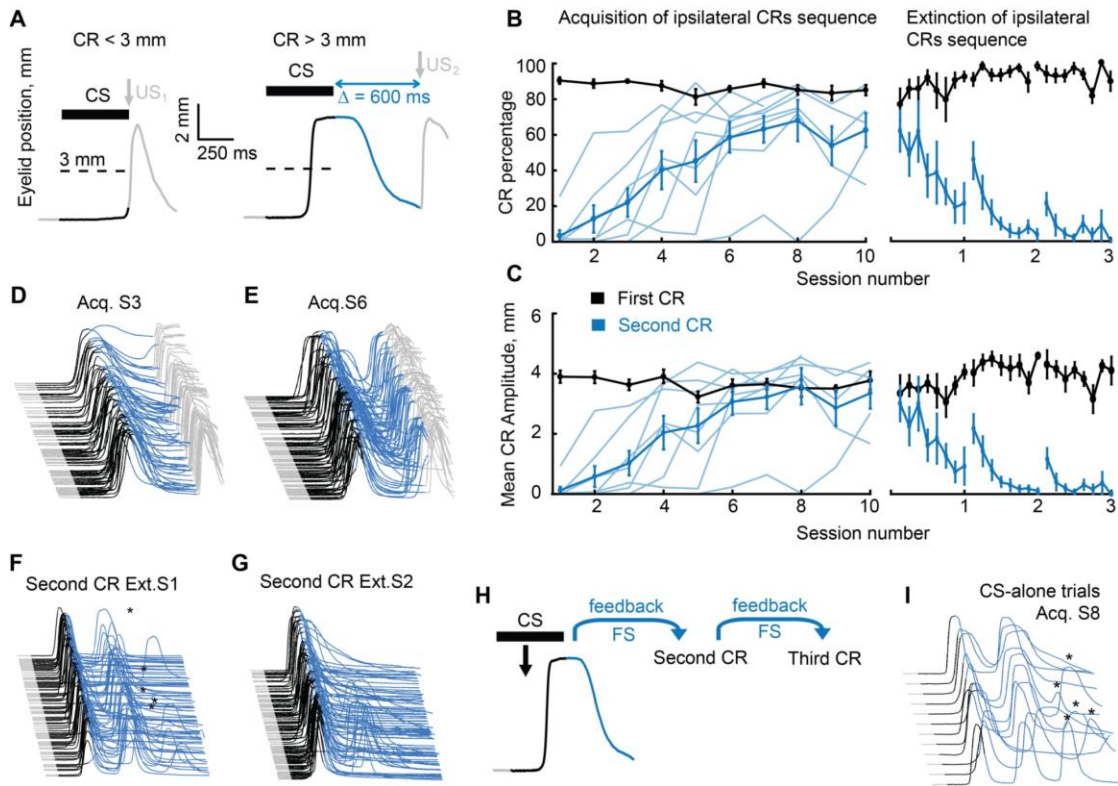 A
CR < 3 mm
CR > 3 mm
Eyelid position, mm
CS
US1
3 mm
2 mm
250 ms
CS
US2
Δ = 600 ms
B
Acquisition of ipsilateral CRs sequence
Extinction of ipsilateral
CRs sequence
CR percentage
100
80
60
40
20
0
2
4
6
8
10
1
2
3
Session number
C
First CR
Second CR
Mean CR Amplitude, mm
6
4
2
0
2
4
6
8
10
1
2
3
Session number
D
Acq. S3
E
Acq.S6
F
Second CR Ext.S1
*
*
*
**
G
Second CR Ext.S2
H
CS
feedback
FS
feedback
FS
Second CR
Third CR
I
CS-alone trials
Acq. S8
*
*
*
*
*